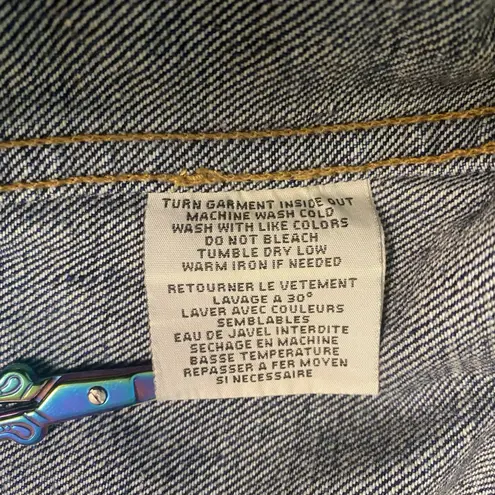 TURN GARMENT INSIDE OUT
MACHINE WASH COLD
WASH WITH LIKE COLORS
DO NOT BLEACH
TUMBLE DRY LOW
WARM IRON IF NEEDED
RETOURNER LE VETEMENT
LAVAGE A 30°
LAVER AVEC COULEURS
SEMBLABLES
EAU DE JAVEL INTERDITE
SECHAGE EN MACHINE
BASSE TEMPERATURE
REPASSER A FER MOYEN
SI NECESSAIRE